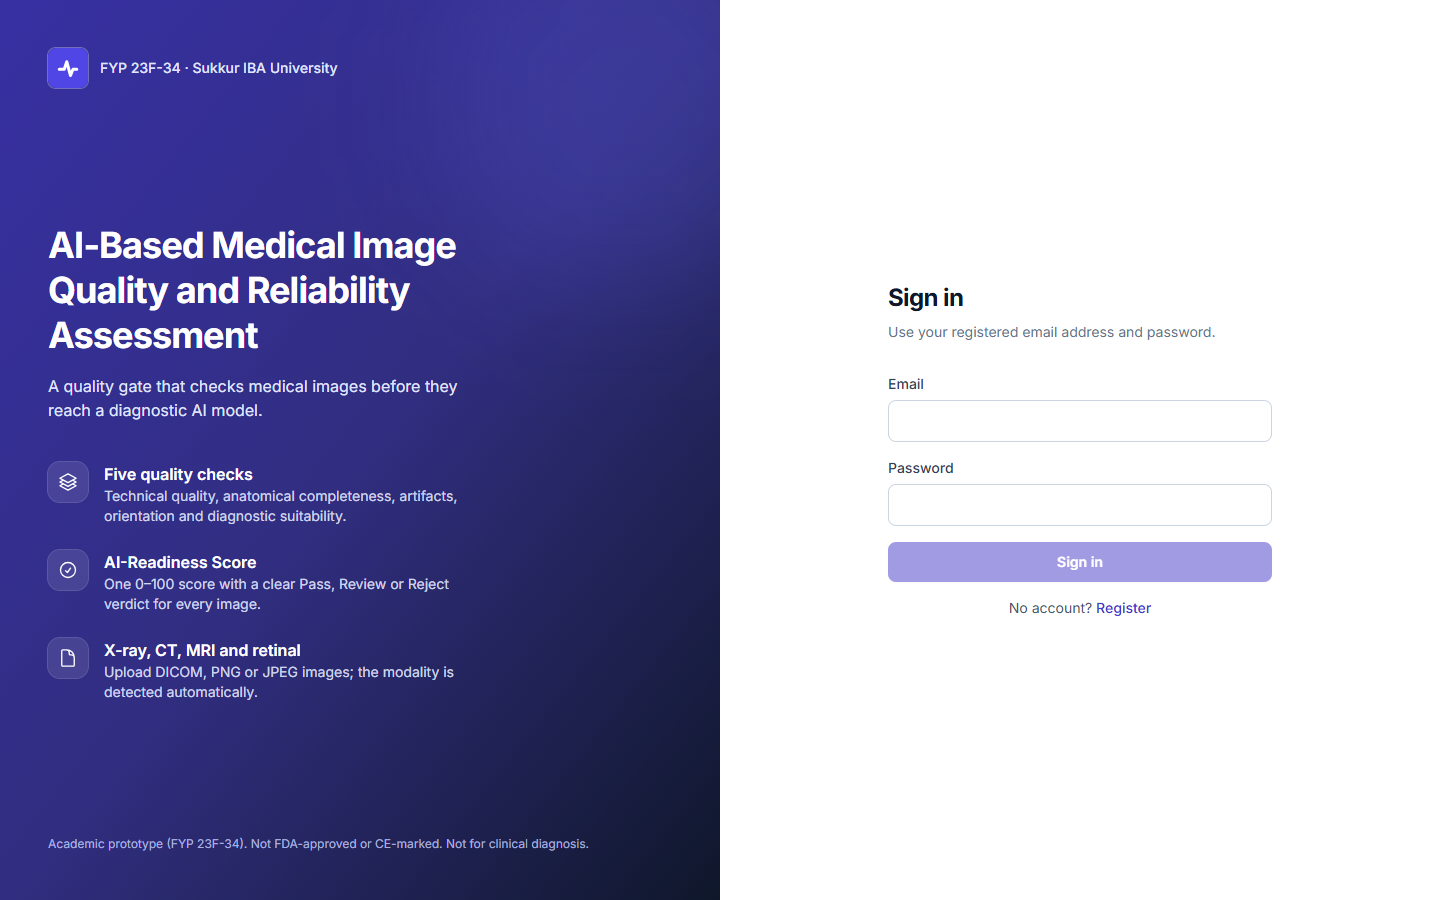 FYP 23F-34 · Sukkur IBA University
AI-Based Medical Image
Quality and Reliability
Assessment
A quality gate that checks medical images before they
reach a diagnostic AI model.
Five quality checks
Technical quality, anatomical completeness, artifacts,
orientation and diagnostic suitability.
AI-Readiness Score
One 0–100 score with a clear Pass, Review or Reject
verdict for every image.
X-ray, CT, MRI and retinal
Upload DICOM, PNG or JPEG images; the modality is
detected automatically.
Academic prototype (FYP 23F-34). Not FDA-approved or CE-marked. Not for clinical diagnosis.
Sign in
Use your registered email address and password.
Email
Password
Sign in
No account? Register